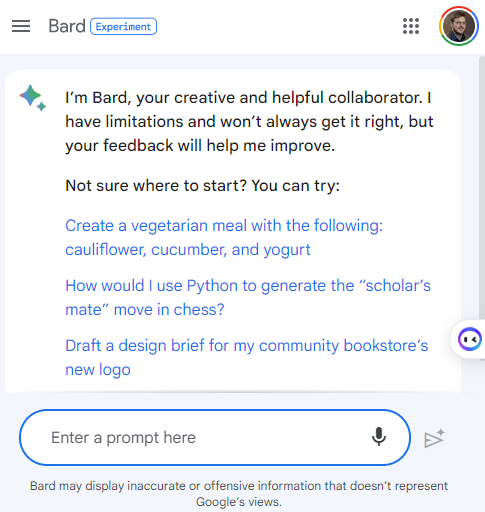 Bard Experiment
I’m Bard, your creative and helpful collaborator. I
have limitations and won’t always get it right, but
your feedback will help me improve.
Not sure where to start? You can try:
Create a vegetarian meal with the following:
cauliflower, cucumber, and yogurt
How would I use Python to generate the “scholar’s
mate” move in chess?
Draft a design brief for my community bookstore’s
new logo
Enter a prompt here
Bard may display inaccurate or offensive information that doesn’t represent
Google’s views.